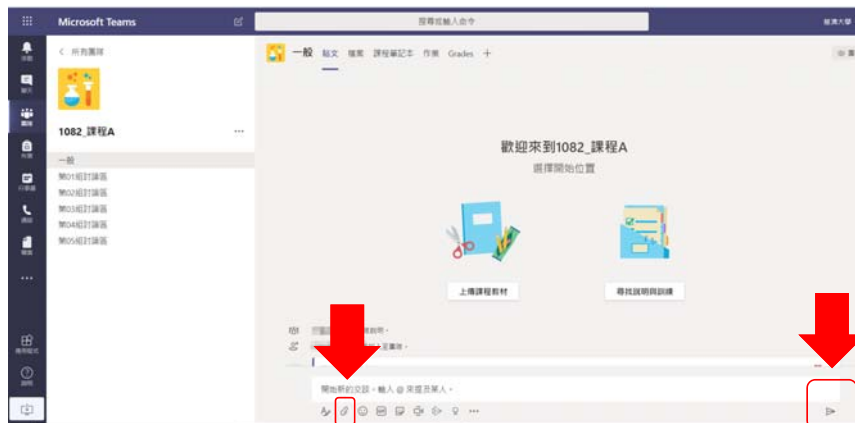 Microsoft Teams
搜尋或輸入命令
所有團隊
1082_課程A
一般
第01組討論區
第02組討論區
第03組討論區
第04組討論區
第05組討論區
一般 貼文 檔案 課程筆記本 作業 Grades
歡迎來到1082_課程A
選擇開始位置
上傳課程教材
尋找說明與訓練
開始新的交談。輸入 @ 來提及某人。